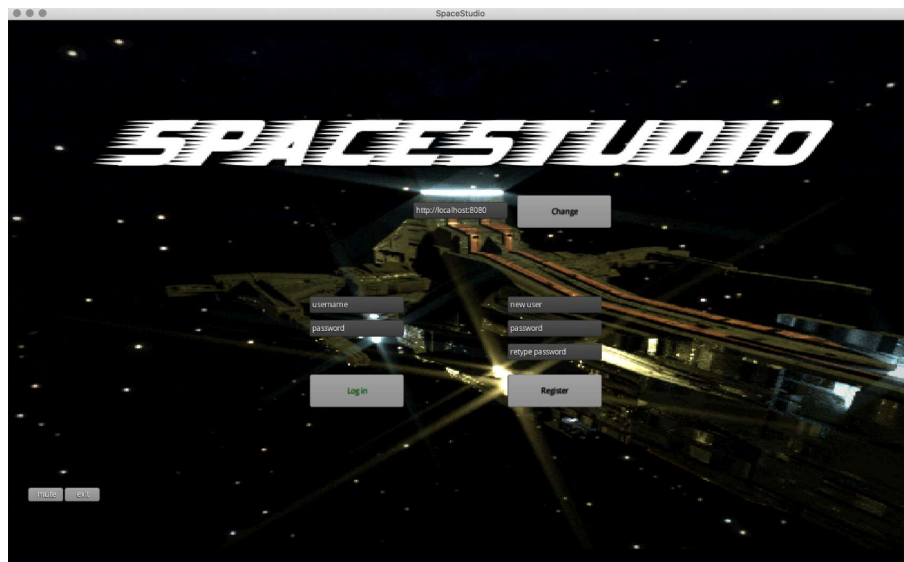 SpaceStudio
SPACESTUDIO
http://localhost:8080
Change
username
new user
password
password
retype password
Log in
Register
mute
exit